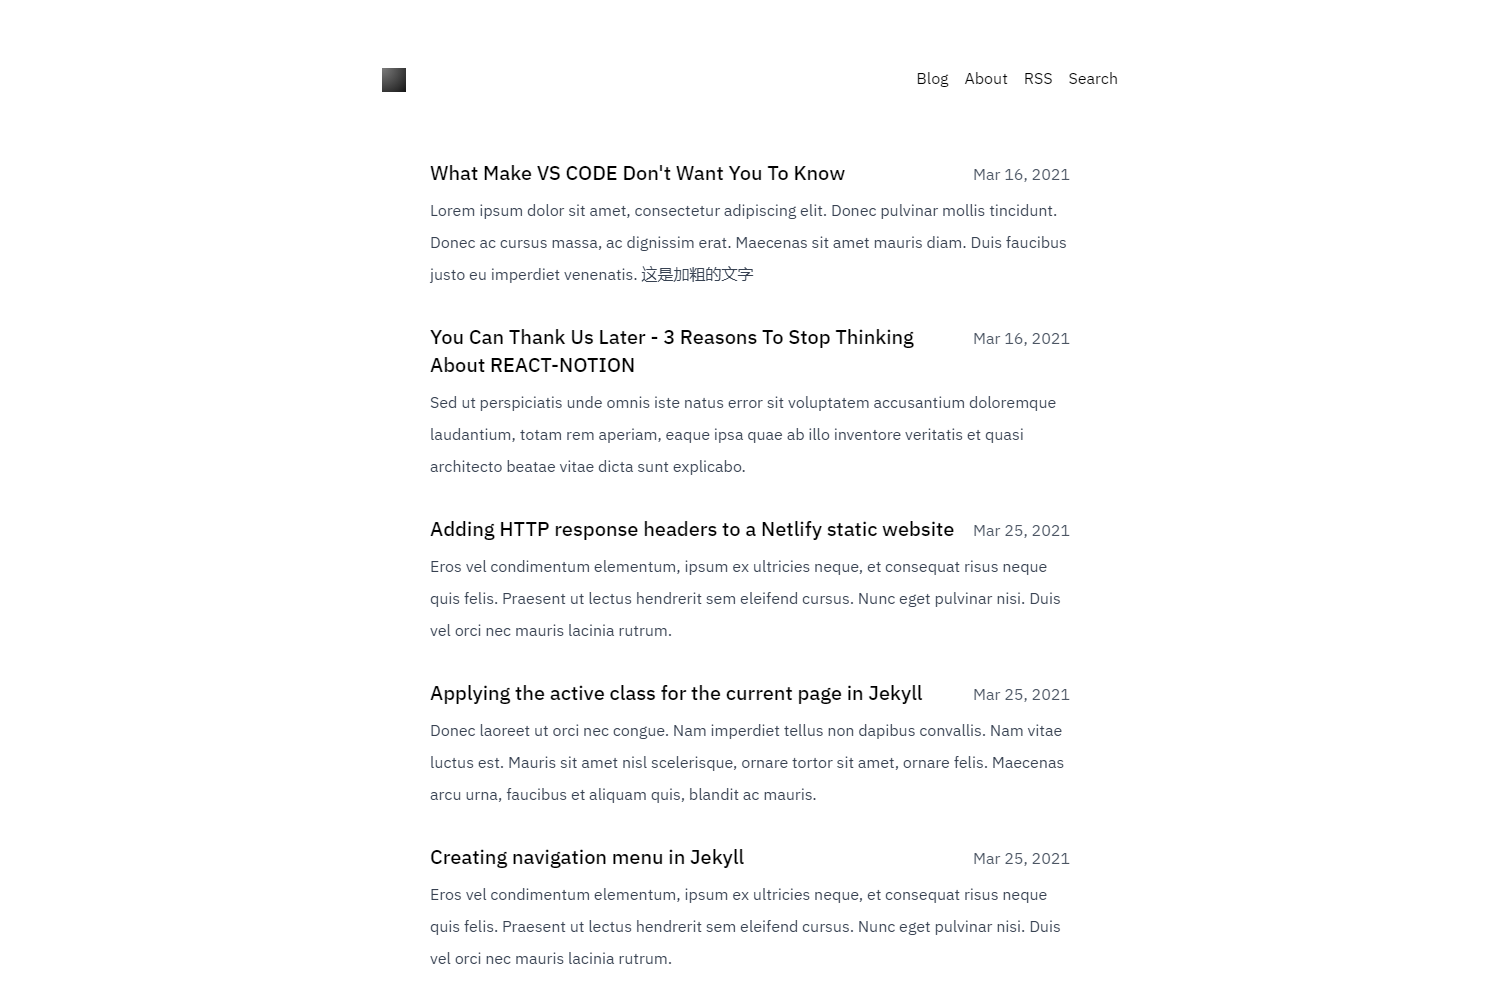 Blog About RSS Search
What Make VS CODE Don't Want You To Know
Mar 16, 2021
Lorem ipsum dolor sit amet, consectetur adipiscing elit. Donec pulvinar mollis tincidunt.
Donec ac cursus massa, ac dignissim erat. Maecenas sit amet mauris diam. Duis faucibus
justo eu imperdiet venenatis. 这是加粗的文字
You Can Thank Us Later - 3 Reasons To Stop Thinking
About REACT-NOTION
Mar 16, 2021
Sed ut perspiciatis unde omnis iste natus error sit voluptatem accusantium doloremque
laudantium, totam rem aperiam, eaque ipsa quae ab illo inventore veritatis et quasi
architecto beatae vitae dicta sunt explicabo.
Adding HTTP response headers to a Netlify static website
Mar 25, 2021
Eros vel condimentum elementum, ipsum ex ultricies neque, et consequat risus neque
quis felis. Praesent ut lectus hendrerit sem eleifend cursus. Nunc eget pulvinar nisi. Duis
vel orci nec mauris lacinia rutrum.
Applying the active class for the current page in Jekyll
Mar 25, 2021
Donec laoreet ut orci nec congue. Nam imperdiet tellus non dapibus convallis. Nam vitae
luctus est. Mauris sit amet nisl scelerisque, ornare tortor sit amet, ornare felis. Maecenas
arcu urna, faucibus et aliquam quis, blandit ac mauris.
Creating navigation menu in Jekyll
Mar 25, 2021
Eros vel condimentum elementum, ipsum ex ultricies neque, et consequat risus neque
quis felis. Praesent ut lectus hendrerit sem eleifend cursus. Nunc eget pulvinar nisi. Duis
vel orci nec mauris lacinia rutrum.